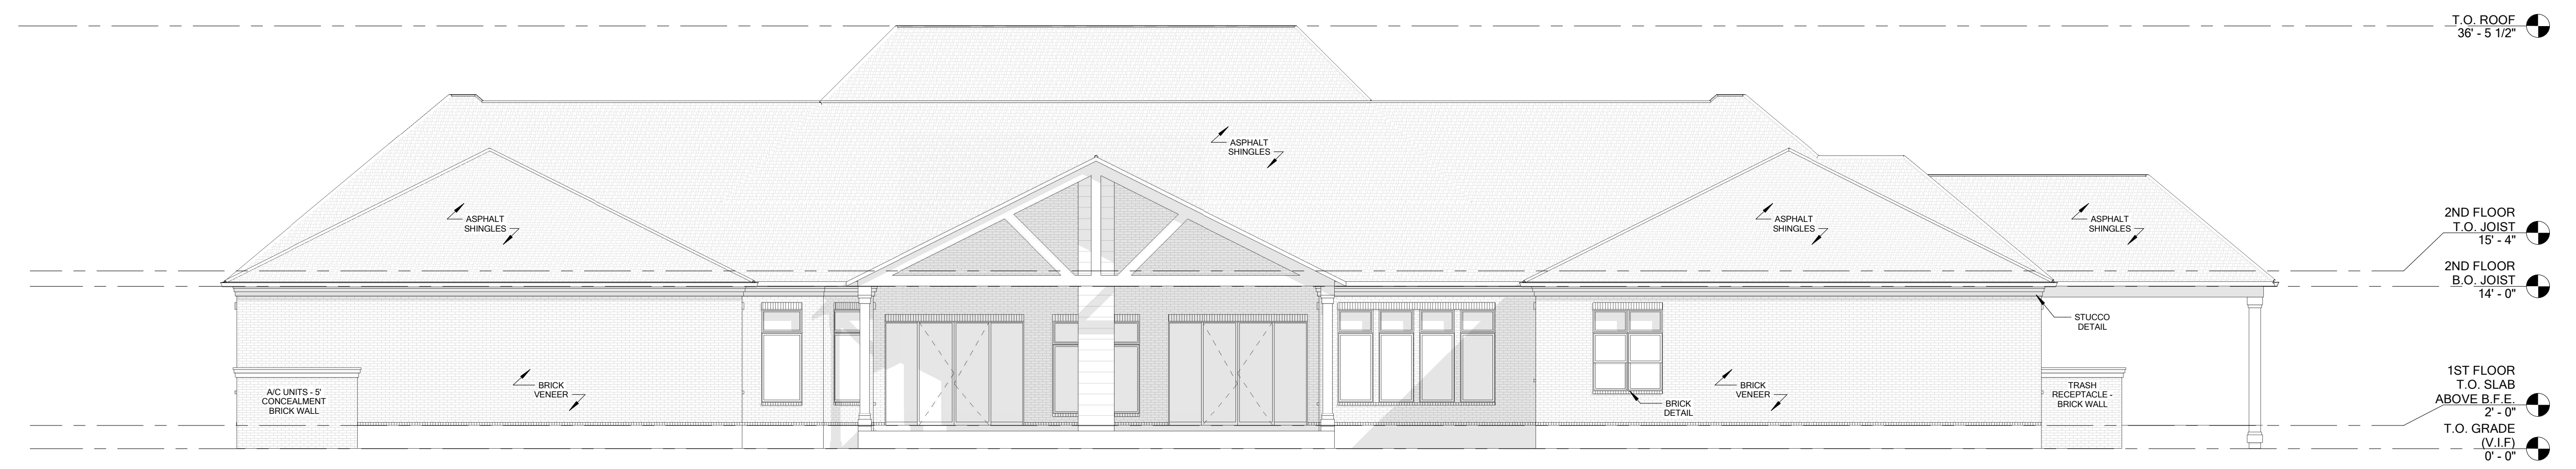 T.O. ROOF
36' - 5 1/2"
ASPHALT
SHINGLES
ASPHALT
SHINGLES
ASPHALT
SHINGLES
ASPHALT
SHINGLES
2ND FLOOR
T.O. JOIST
15' - 4"
2ND FLOOR
B.O. JOIST
14' - 0"
STUCCO
DETAIL
A/C UNITS - 5'
CONCEALMENT
BRICK WALL
BRICK
VENEER
BRICK
DETAIL
BRICK
VENEER
TRASH
RECEPTACLE -
BRICK WALL
1ST FLOOR
T.O. SLAB
ABOVE B.F.E.
2' - 0"
T.O. GRADE
(V.I.F)
0' - 0"